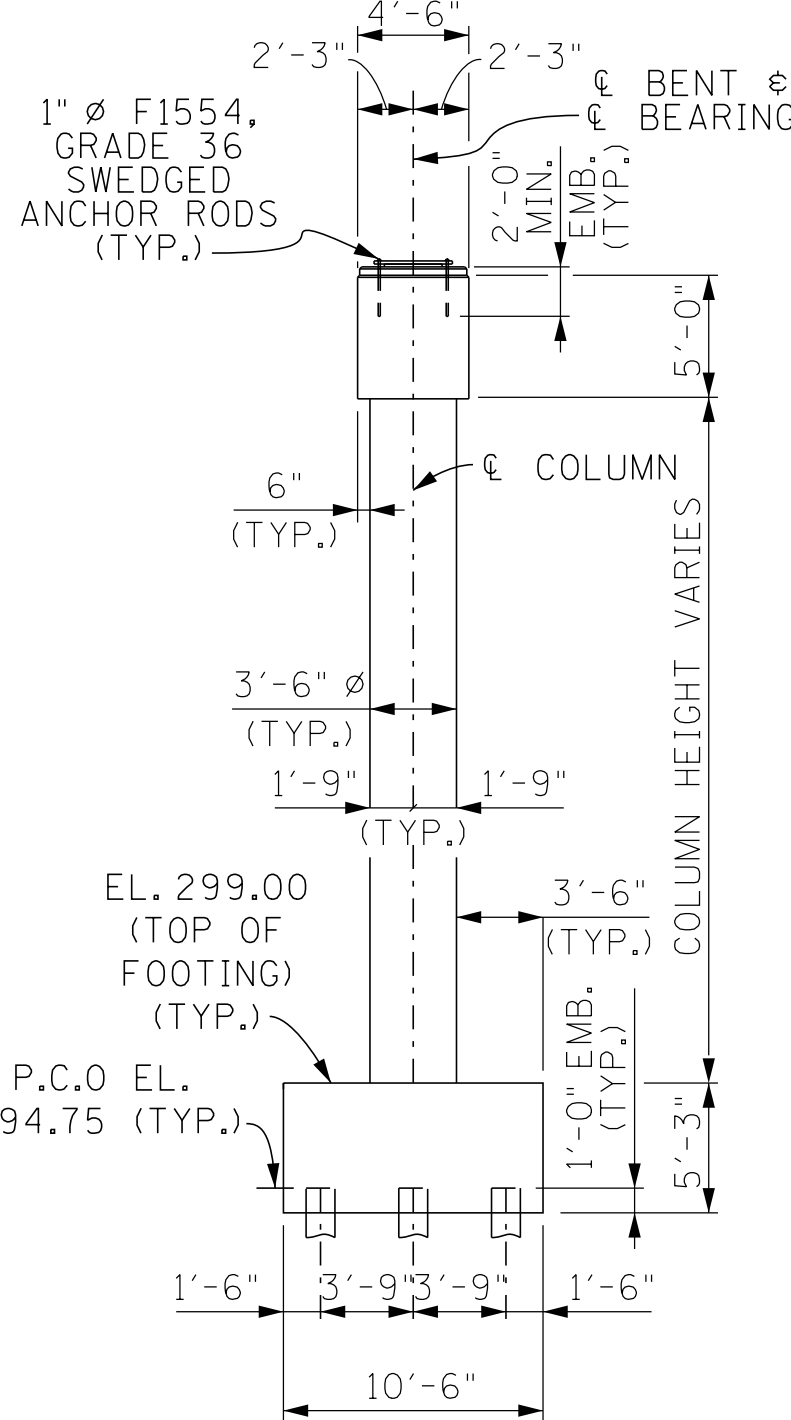 4'-6"
2'-3"
2'-3"
℄ BENT &
℄ BEARING
1" Ø F1554,
GRADE 36
SWEDGED
ANCHOR RODS
(TYP.)
2'-0"
MIN.
EMB.
(TYP.)
5'-0"
℄ COLUMN
6"
(TYP.)
COLUMN HEIGHT VARIES
3'-6" Ø
(TYP.)
1'-9"
1'-9"
(TYP.)
EL. 299.00
(TOP OF
FOOTING)
(TYP.)
3'-6"
(TYP.)
P.C.O EL.
94.75 (TYP.)
1'-0" EMB.
(TYP.)
5'-3"
1'-6"
3'-9"
3'-9"
1'-6"
10'-6"